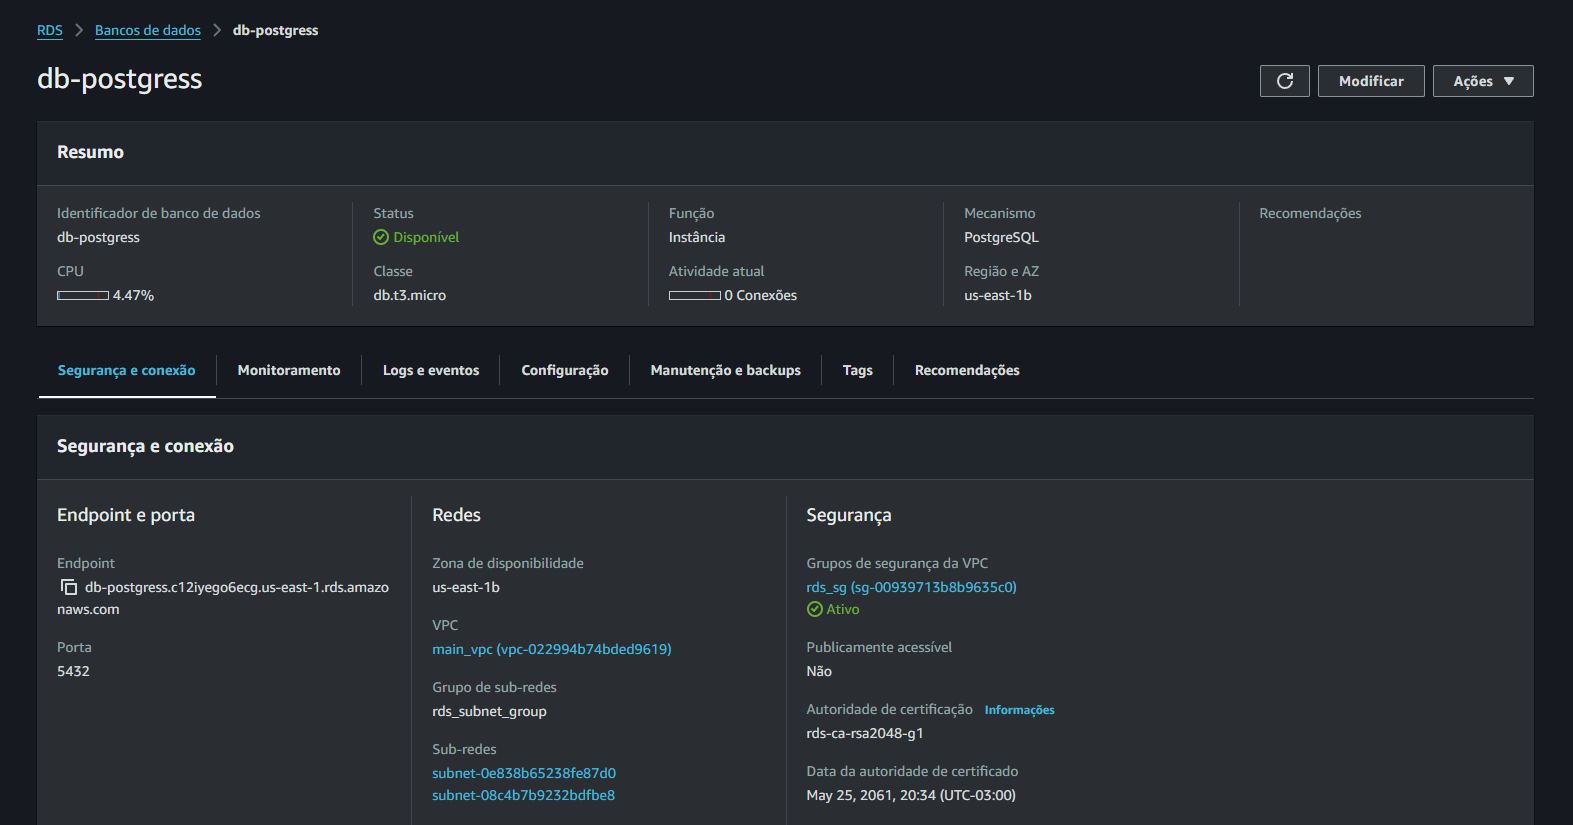 RDS > Bancos de dados > db-postgress
db-postgress
Modificar
Ações
Resumo
Identificador de banco de dados
db-postgress
CPU
4.47%
Status
Disponível
Classe
db.t3.micro
Função
Instância
Atividade atual
0 Conexões
Mecanismo
PostgreSQL
Região e AZ
us-east-1b
Recomendações
Segurança e conexão
Monitoramento
Logs e eventos
Configuração
Manutenção e backups
Tags
Recomendações
Segurança e conexão
Endpoint e porta
Endpoint
db-postgress.c12iyego6ecg.us-east-1.rds.amazo
naws.com
Porta
5432
Redes
Zona de disponibilidade
us-east-1b
VPC
main_vpc (vpc-022994b74bded9619)
Grupo de sub-redes
rds_subnet_group
Sub-redes
subnet-0e838b65238fe87d0
subnet-08c4b7b9232bdfbe8
Segurança
Grupos de segurança da VPC
rds_sg (sg-00939713b8b9635c0)
Ativo
Publicamente acessível
Não
Autoridade de certificação Informações
rds-ca-rsa2048-g1
Data da autoridade de certificado
May 25, 2061, 20:34 (UTC-03:00)